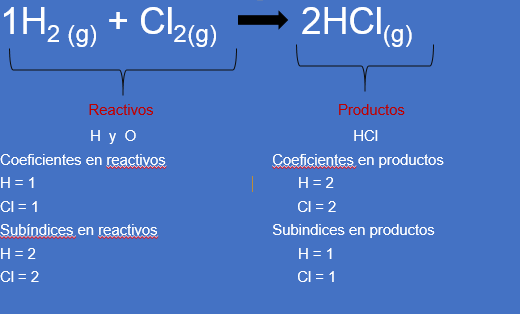 1H2 (g) + Cl2(g) → 2HCl(g)
Reactivos
Productos
H y O
HCl
Coeficientes en reactivos
Coeficientes en productos
H = 1
H = 2
Cl = 1
Cl = 2
Subíndices en reactivos
Subindices en productos
H = 2
H = 1
Cl = 2
Cl = 1